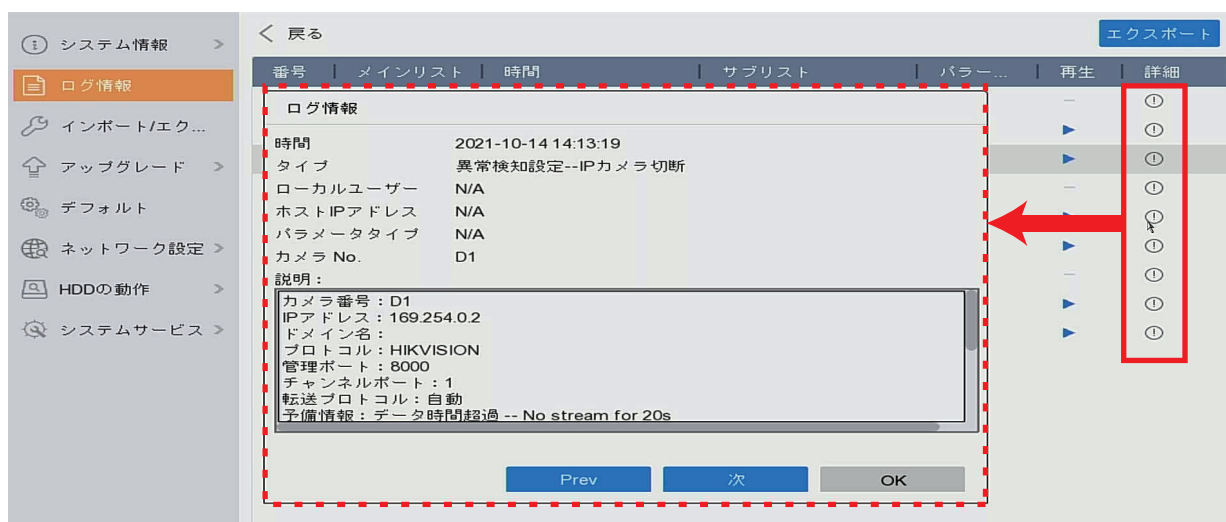 システム情報 >
ログ情報
インポート/エク...
アップグレード >
デフォルト
ネットワーク設定 >
HDDの動作 >
システムサービス >
< 戻る
エクスポート
番号 | メインリスト | 時間 | サブリスト | パラー... | 再生 | 詳細
ログ情報
時間 2021-10-14 14:13:19
タイプ 異常検知設定--IPカメラ切断
ローカルユーザー N/A
ホストIPアドレス N/A
パラメータタイプ N/A
カメラ No. D1
説明：
カメラ番号：D1
IPアドレス：169.254.0.2
ドメイン名：
プロトコル：HIKVISION
管理ポート：8000
チャンネルポート：1
転送プロトコル：自動
予備情報：データ時間超過 -- No stream for 20s
Prev
次
OK